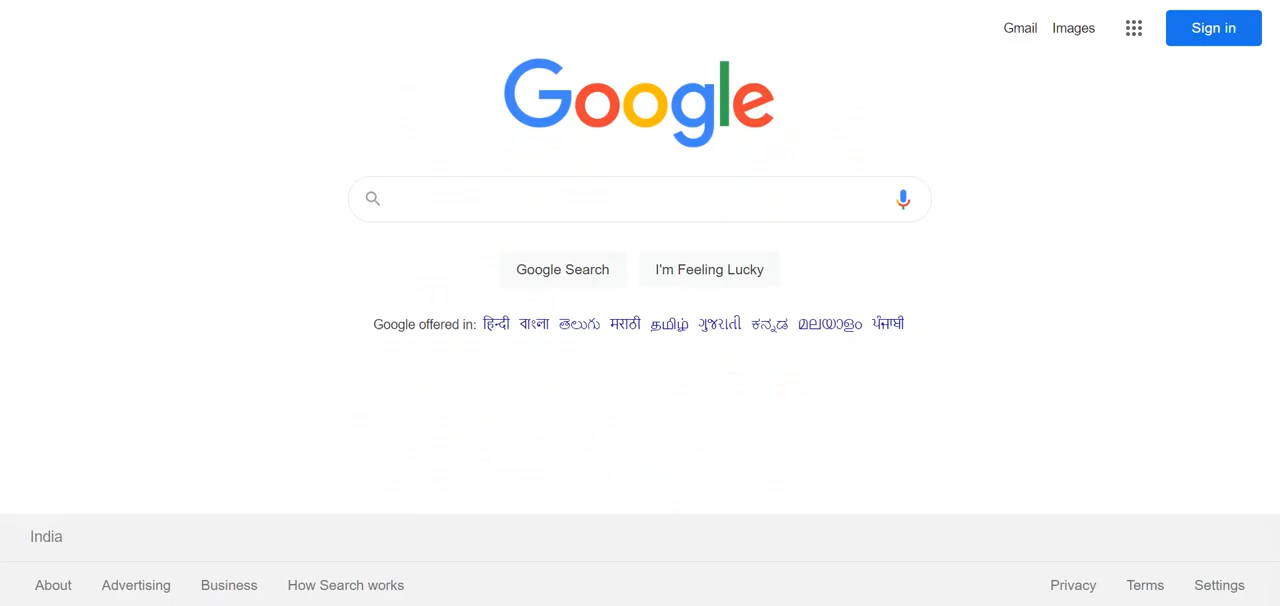 Gmail Images Sign in
Google
Google Search I'm Feeling Lucky
Google offered in: हिन्दी বাংলা తెలుగు मराठी தமிழ் ગુજરાતી ಕನ್ನಡ മലയാളം ਪੰਜਾਬੀ
India
About Advertising Business How Search works Privacy Terms Settings